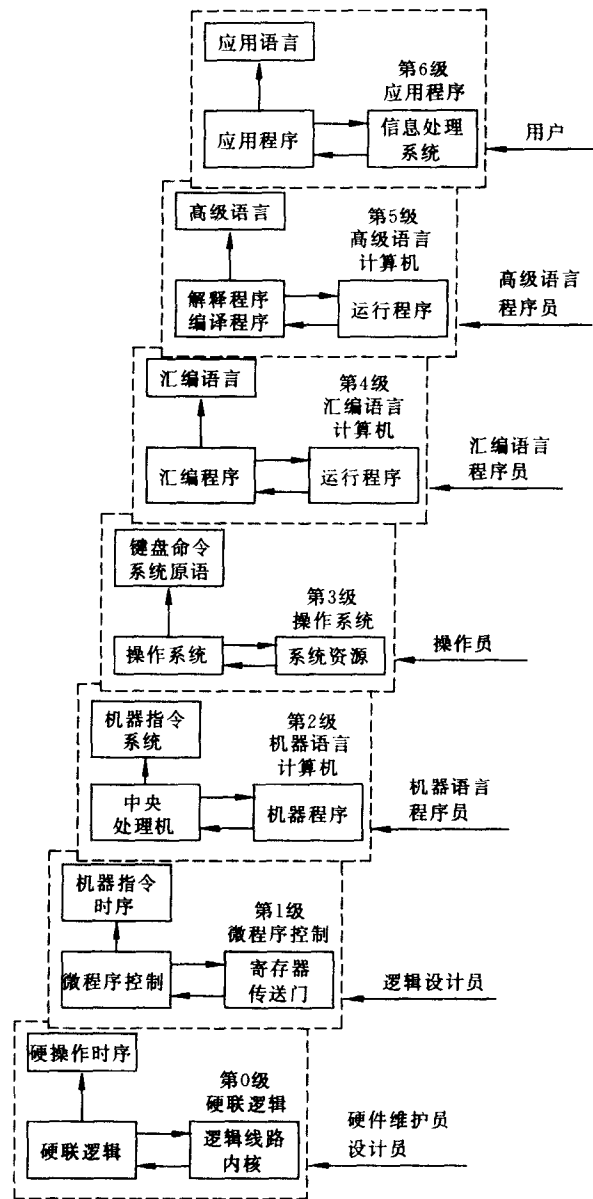 应用语言
第6级
应用程序
应用程序
信息处理
系统
用户
高级语言
第5级
高级语言
计算机
解释程序
编译程序
运行程序
高级语言
程序员
汇编语言
第4级
汇编语言
计算机
汇编程序
运行程序
汇编语言
程序员
键盘命令
系统原语
第3级
操作系统
操作系统
系统资源
操作员
机器指令
系统
第2级
机器语言
计算机
中央
处理机
机器程序
机器语言
程序员
机器指令
时序
第1级
微程序控制
微程序控制
寄存器
传送门
逻辑设计员
硬操作时序
第0级
硬联逻辑
硬联逻辑
逻辑线路
内核
硬件维护员
设计员